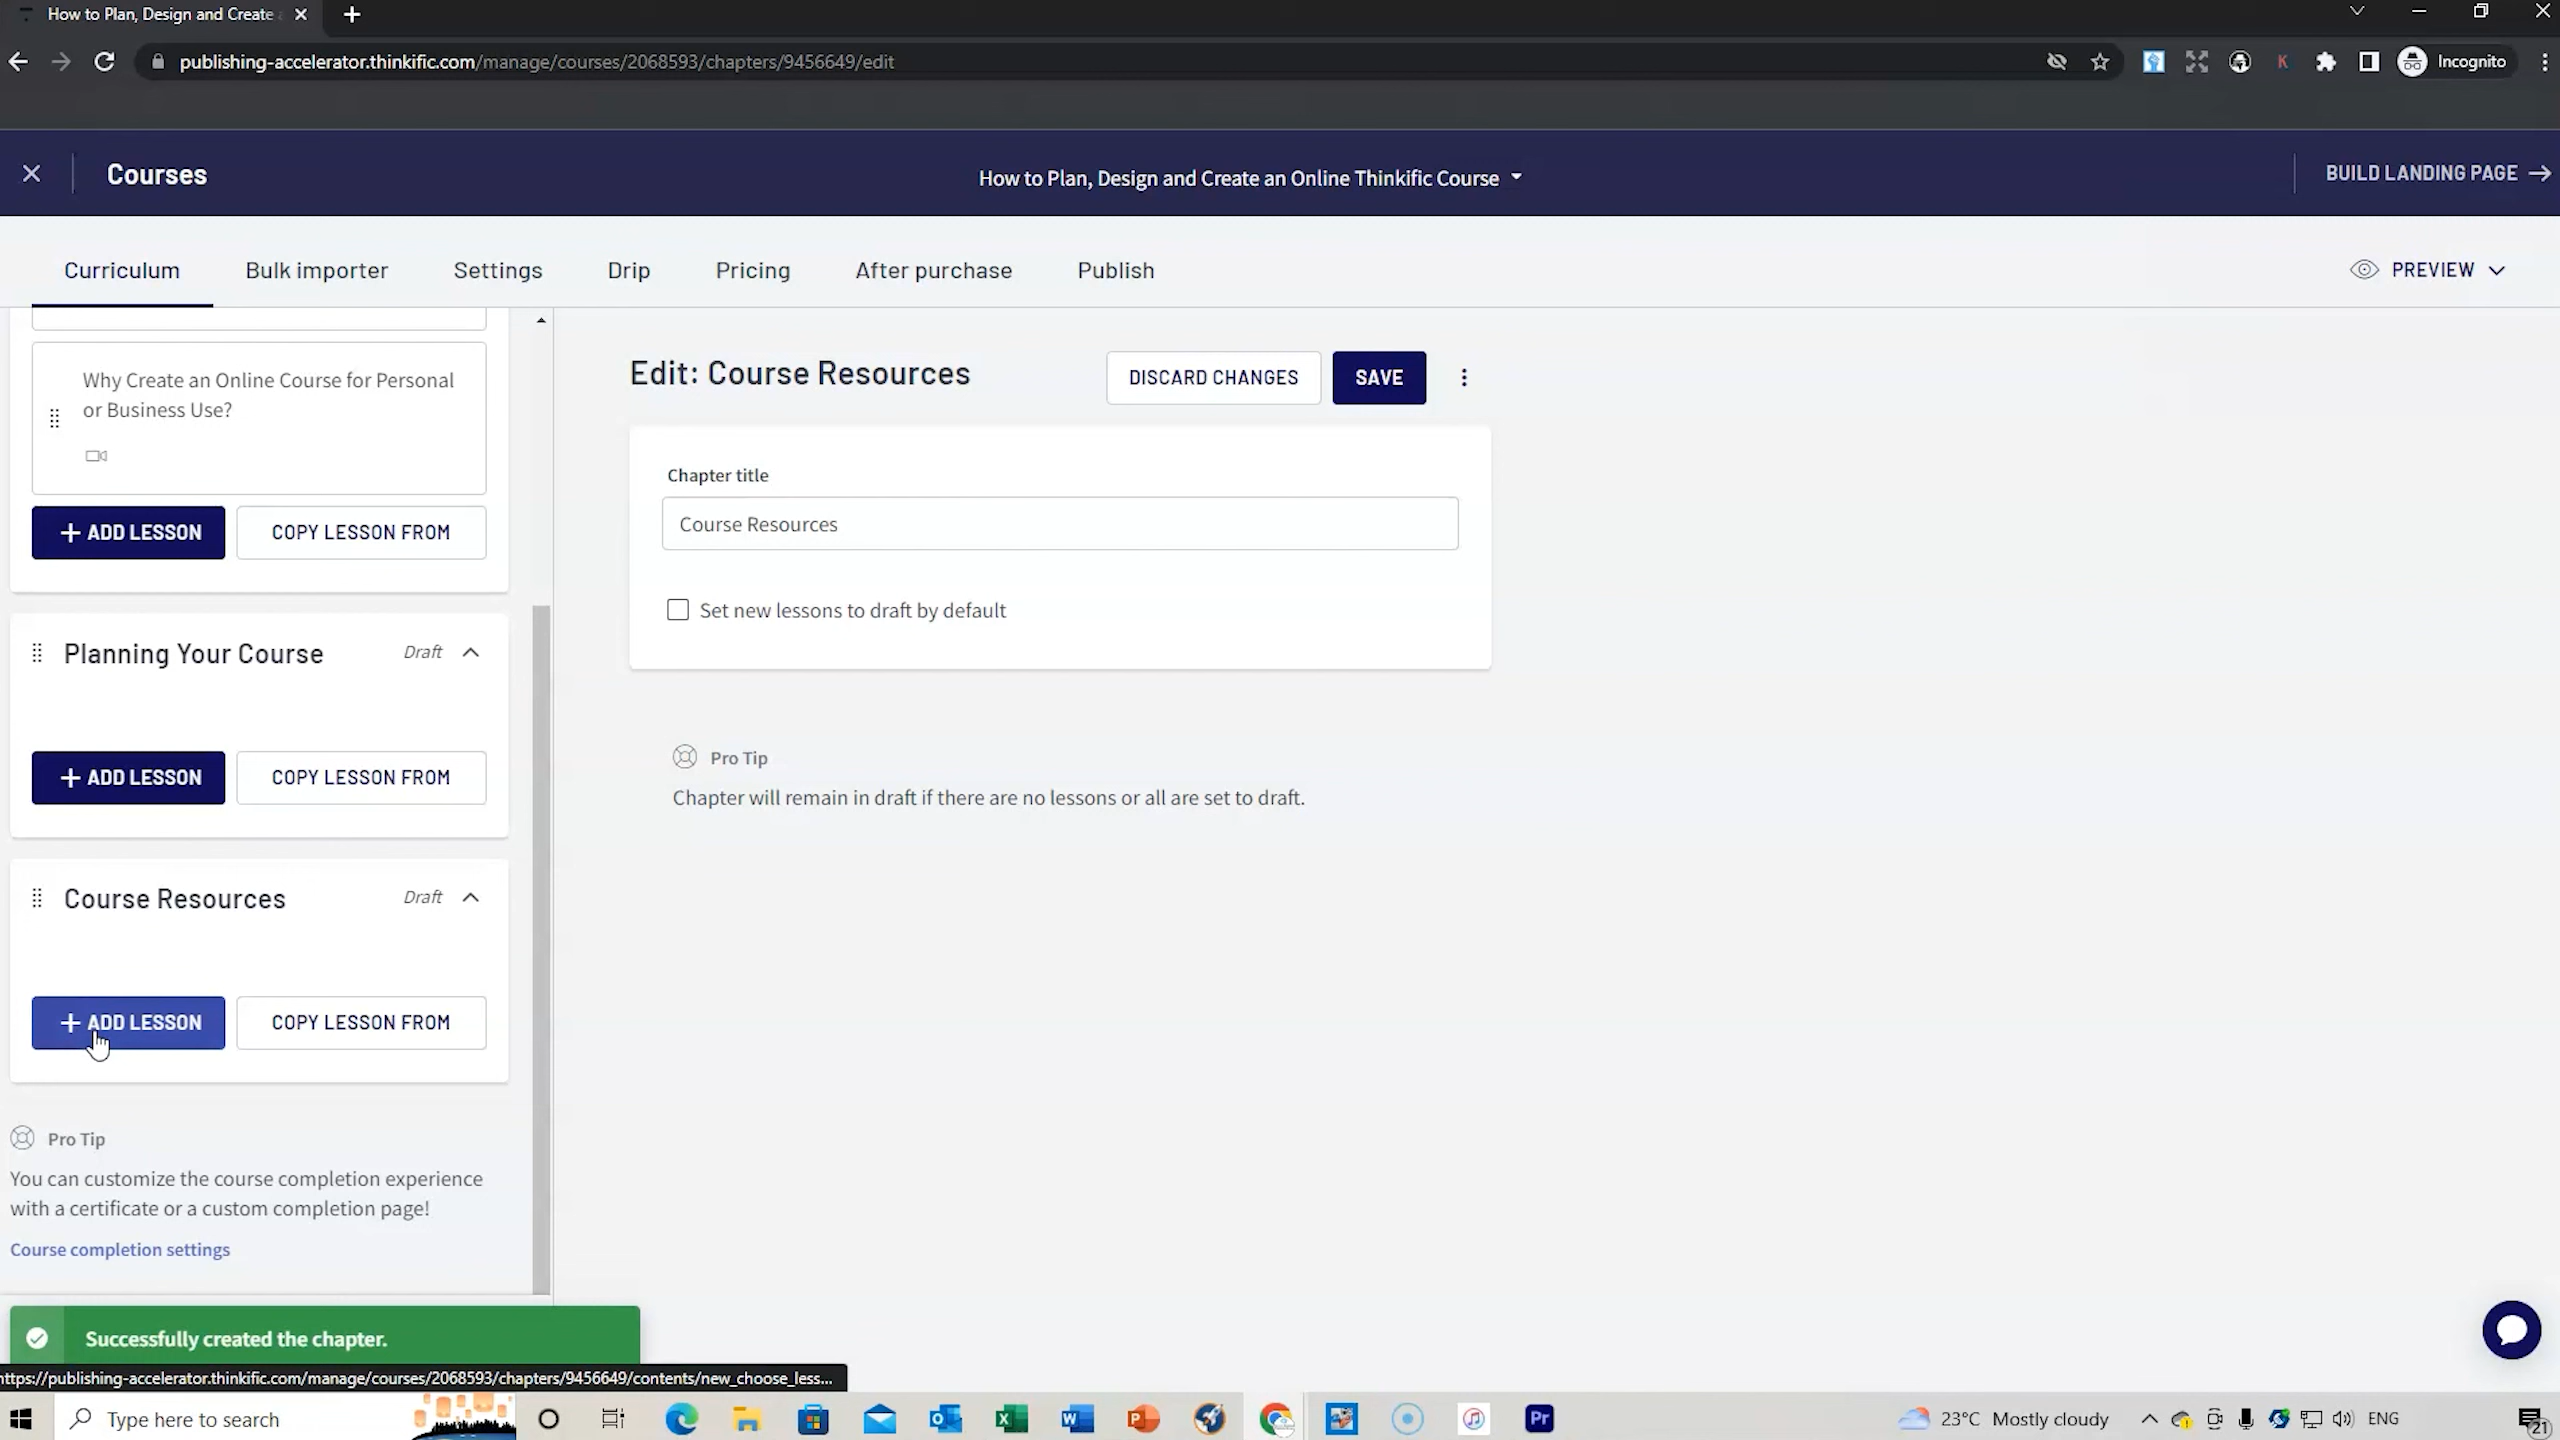 How to Plan, Design and Create
publishing-accelerator.thinkific.com/manage/courses/2068593/chapters/9456649/edit
K
Incognito
Courses
How to Plan, Design and Create an Online Thinkific Course
BUILD LANDING PAGE
Curriculum
Bulk importer
Settings
Drip
Pricing
After purchase
Publish
PREVIEW
Why Create an Online Course for Personal
or Business Use?
+ ADD LESSON
COPY LESSON FROM
Planning Your Course
Draft
+ ADD LESSON
COPY LESSON FROM
Course Resources
Draft
+ ADD LESSON
COPY LESSON FROM
Pro Tip
You can customize the course completion experience
with a certificate or a custom completion page!
Course completion settings
Edit: Course Resources
DISCARD CHANGES
SAVE
Chapter title
Course Resources
Set new lessons to draft by default
Pro Tip
Chapter will remain in draft if there are no lessons or all are set to draft.
Successfully created the chapter.
https://publishing-accelerator.thinkific.com/manage/courses/2068593/chapters/9456649/contents/new_choose_less...
Type here to search
Pr
23°C Mostly cloudy
ENG
21